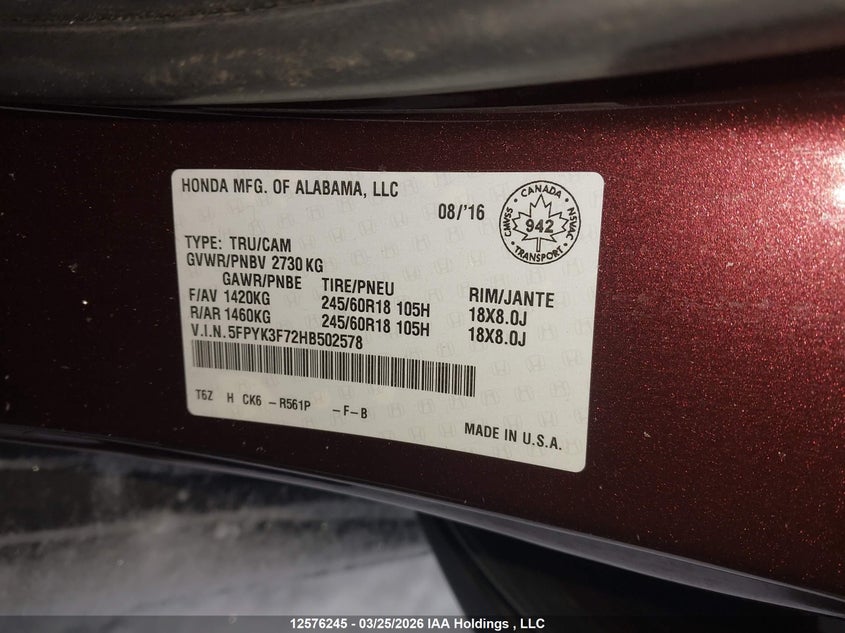 HONDA MFG. OF ALABAMA, LLC
08/'16
CANADA
CMVSS 942 NSVAC
TRANSPORT
TYPE: TRU/CAM
GVWR/PNBV 2730 KG
GAWR/PNBE TIRE/PNEU RIM/JANTE
F/AV 1420KG 245/60R18 105H 18X8.0J
R/AR 1460KG 245/60R18 105H 18X8.0J
V.I.N. 5FPYK3F72HB502578
T6Z H CK6 -R561P -F-B
MADE IN U.S.A.
12576245 - 03/25/2026 IAA Holdings , LLC